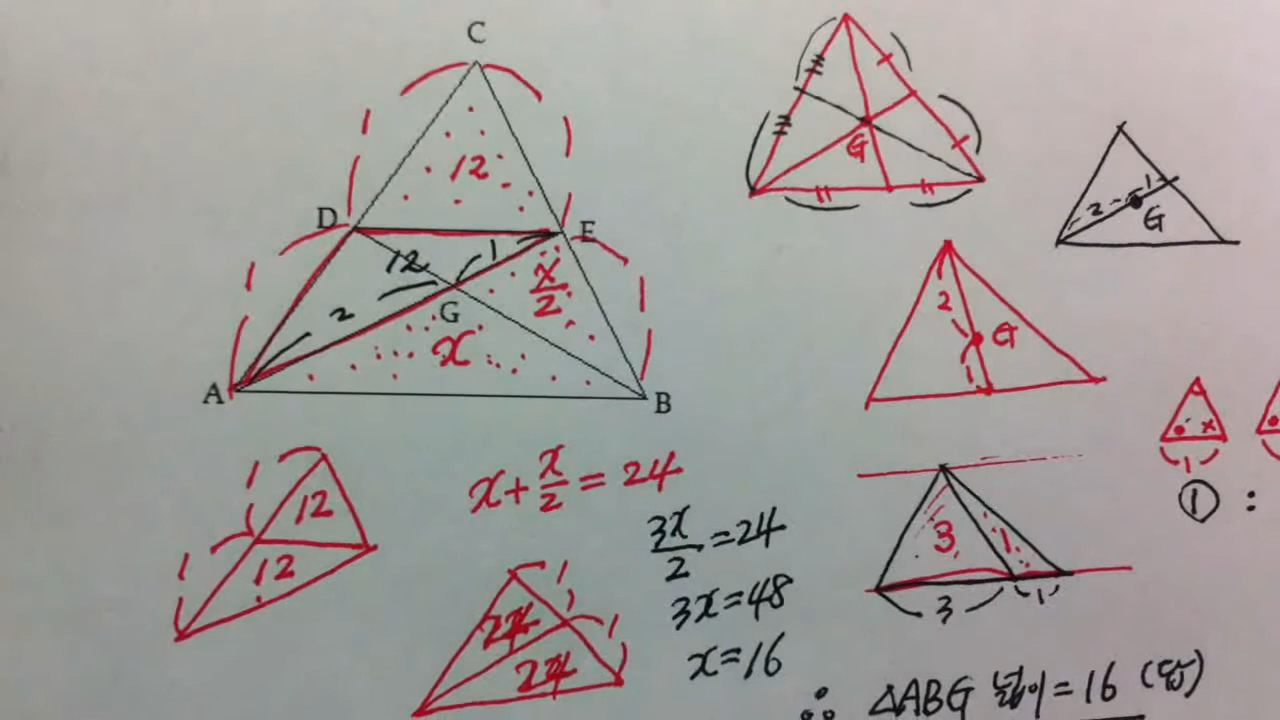 C
12
D
E
12
1
2
x/2
G
x
A
B
G
2
1
G
2
G
1
x
1
① :
12
12
x + x/2 = 24
24
24
3x/2 = 24
3x = 48
x = 16
3
1
3
1
∴ △ABG 넓이 = 16 (답)